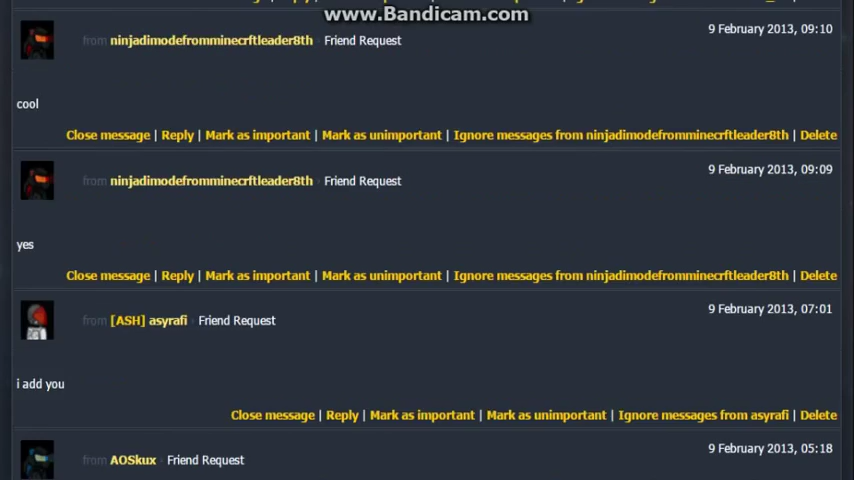 www.Bandicam.com
9 February 2013, 09:10
from ninjadimodefromminecrftleader8th · Friend Request
cool
Close message | Reply | Mark as important | Mark as unimportant | Ignore messages from ninjadimodefromminecrftleader8th | Delete
9 February 2013, 09:09
from ninjadimodefromminecrftleader8th · Friend Request
yes
Close message | Reply | Mark as important | Mark as unimportant | Ignore messages from ninjadimodefromminecrftleader8th | Delete
9 February 2013, 07:01
from [ASH] asyrafi · Friend Request
i add you
Close message | Reply | Mark as important | Mark as unimportant | Ignore messages from asyrafi | Delete
9 February 2013, 05:18
from AOSkux · Friend Request